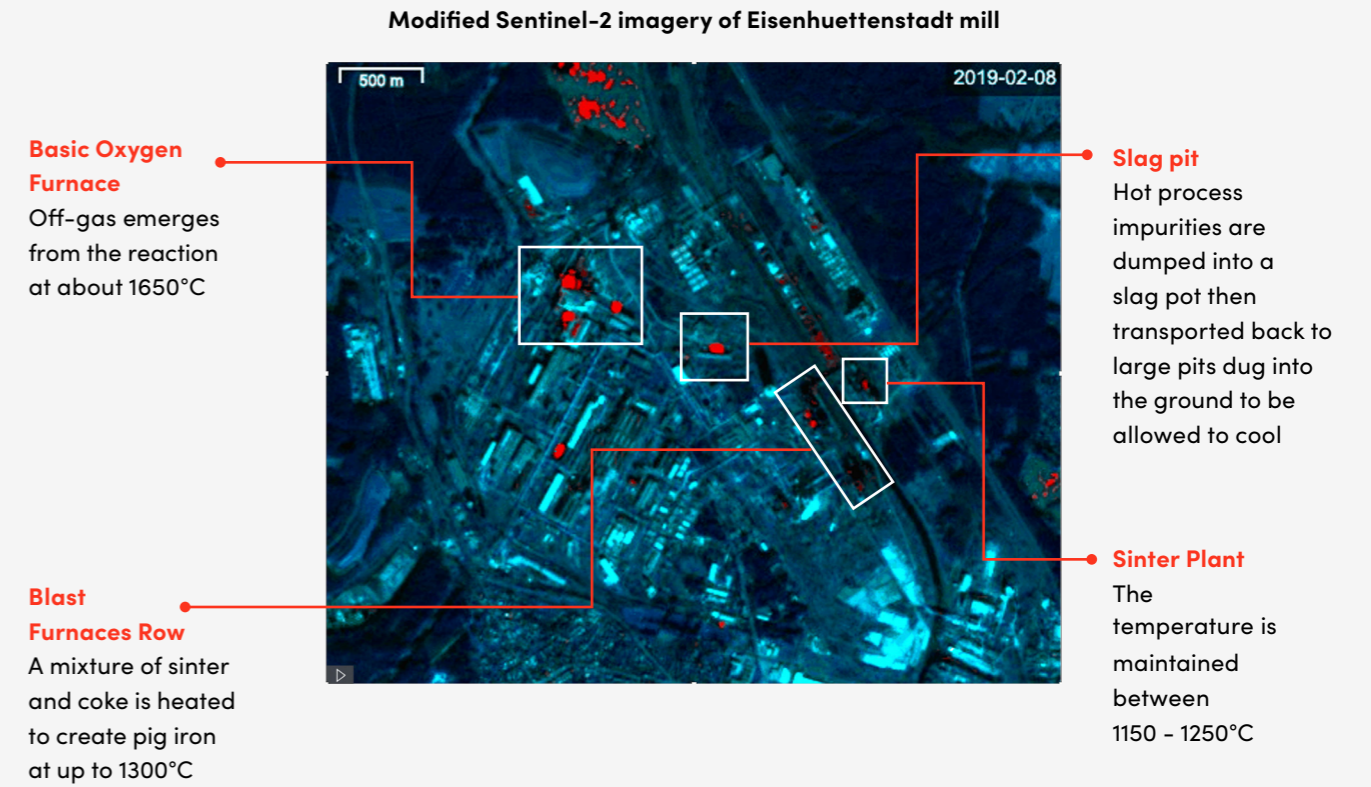 Modified Sentinel-2 imagery of Eisenhuettenstadt mill
500 m
2019-02-08
Basic Oxygen
Furnace
Off-gas emerges
from the reaction
at about 1650°C
Slag pit
Hot process
impurities are
dumped into a
slag pot then
transported back to
large pits dug into
the ground to be
allowed to cool
Blast
Furnaces Row
A mixture of sinter
and coke is heated
to create pig iron
at up to 1300°C
Sinter Plant
The
temperature is
maintained
between
1150 - 1250°C